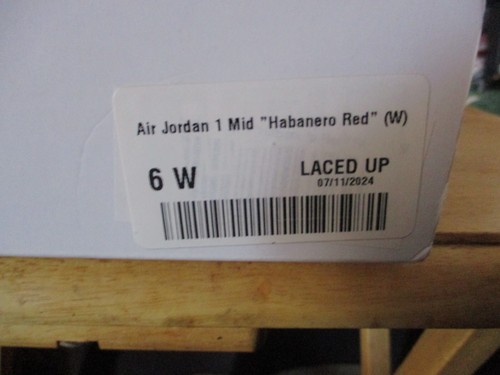 Air Jordan 1 Mid "Habanero Red" (W)
6 W
LACED UP
07/11/2024